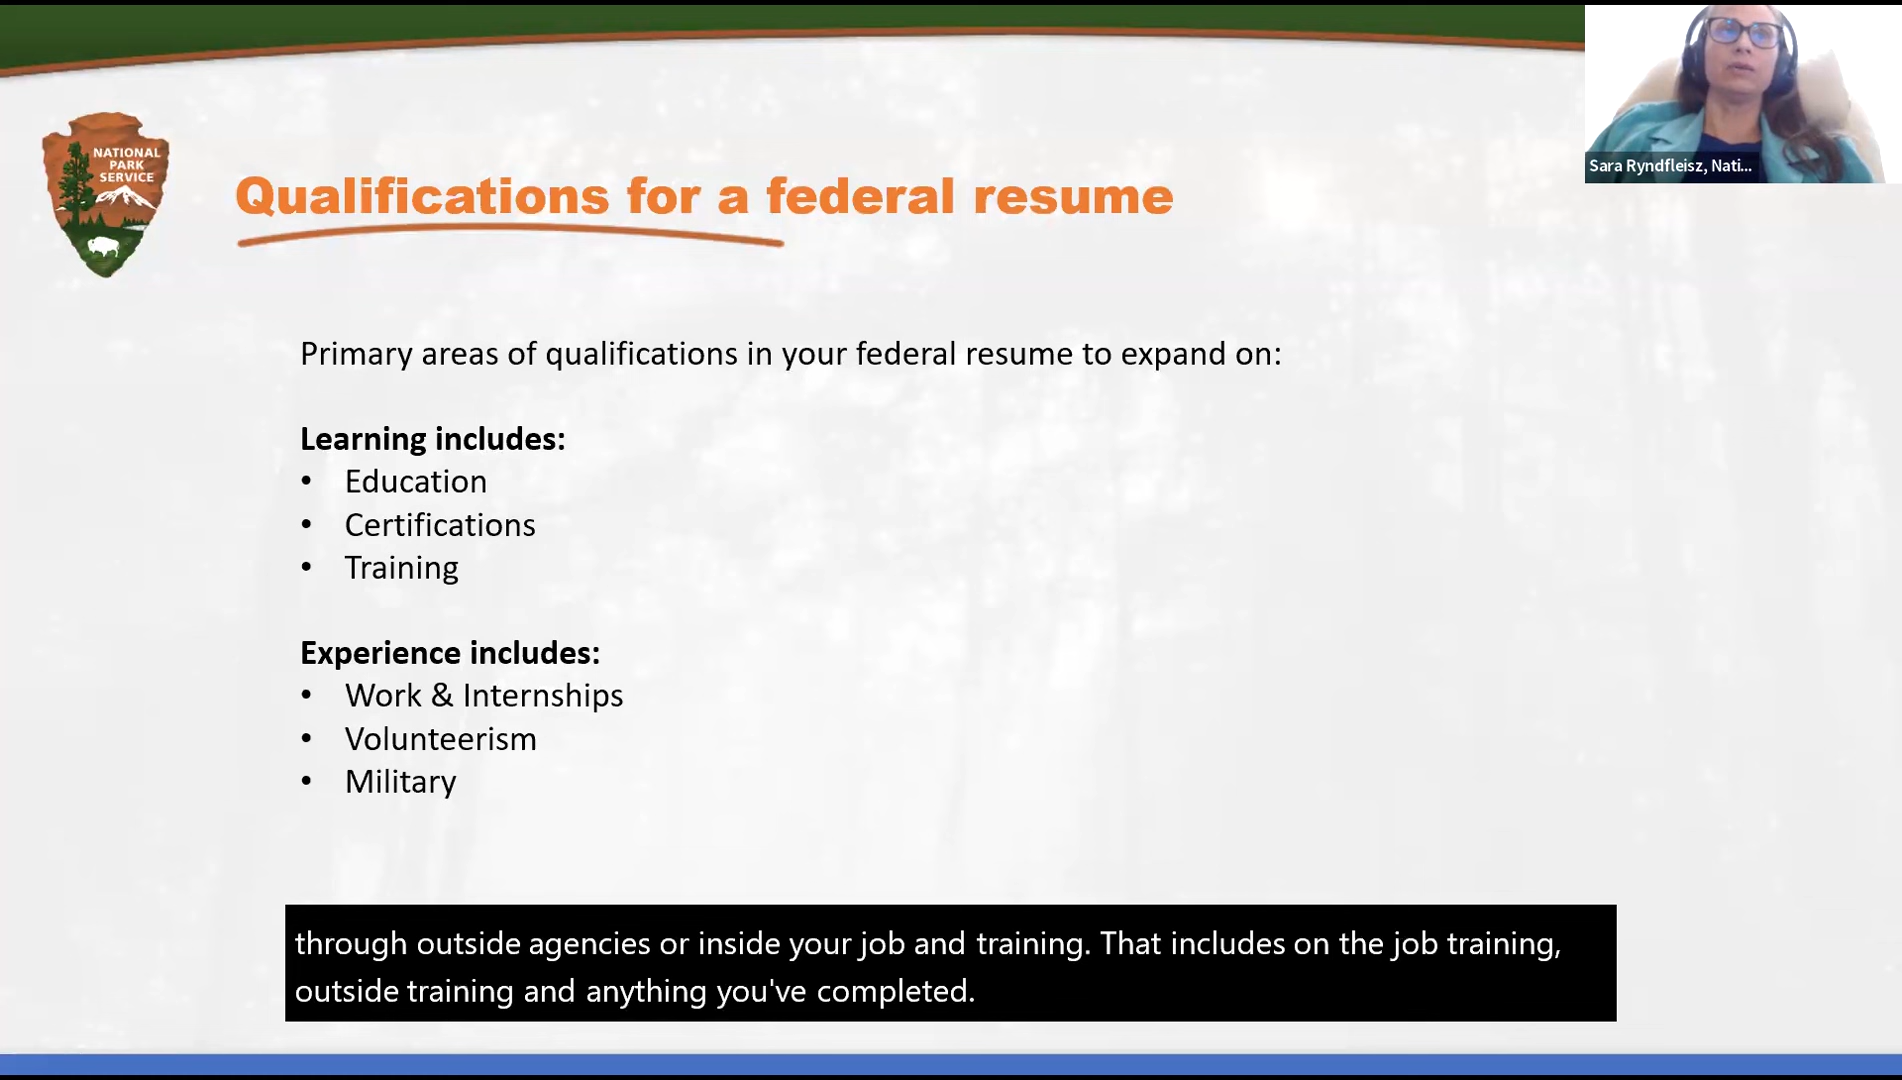 NATIONAL
PARK
SERVICE
Sara Ryndfleisz, Nati...
Qualifications for a federal resume
Primary areas of qualifications in your federal resume to expand on:
Learning includes:
• Education
• Certifications
• Training
Experience includes:
• Work & Internships
• Volunteerism
• Military
through outside agencies or inside your job and training. That includes on the job training,
outside training and anything you've completed.